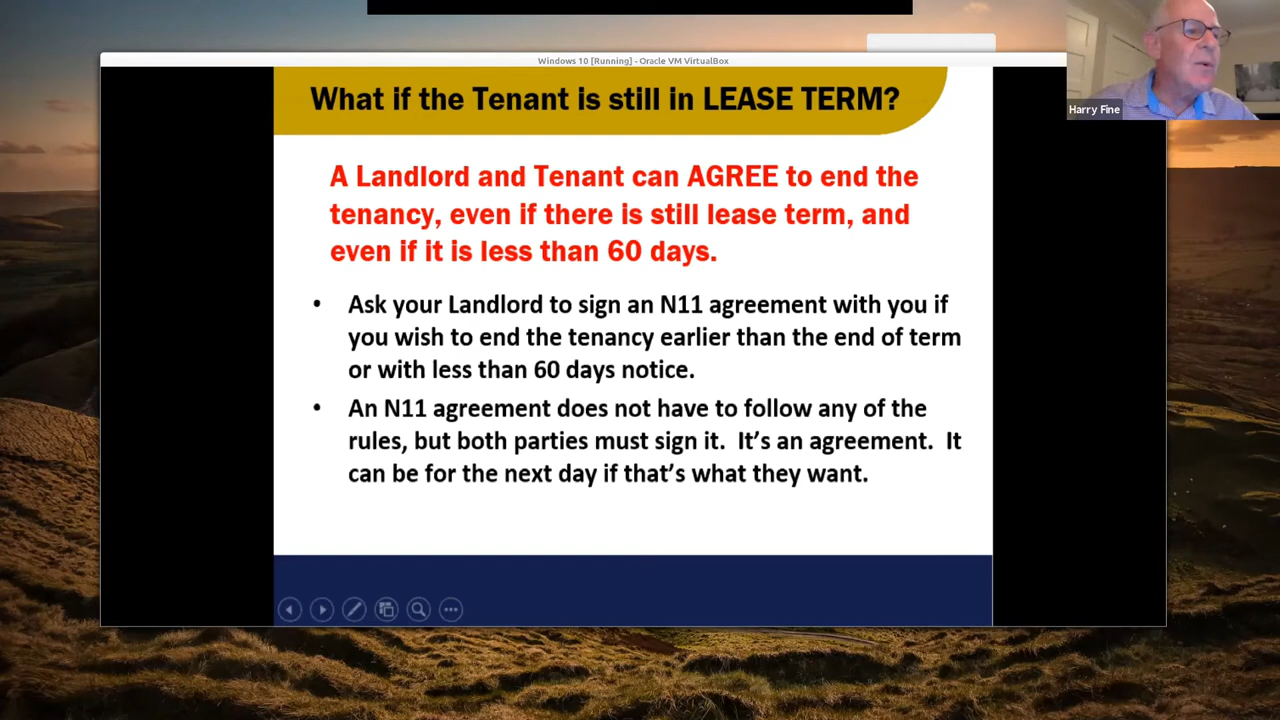 Windows 10 [Running] - Oracle VM VirtualBox
What if the Tenant is still in LEASE TERM?
Harry Fine
A Landlord and Tenant can AGREE to end the
tenancy, even if there is still lease term, and
even if it is less than 60 days.
• Ask your Landlord to sign an N11 agreement with you if
you wish to end the tenancy earlier than the end of term
or with less than 60 days notice.
• An N11 agreement does not have to follow any of the
rules, but both parties must sign it.  It's an agreement.  It
can be for the next day if that's what they want.